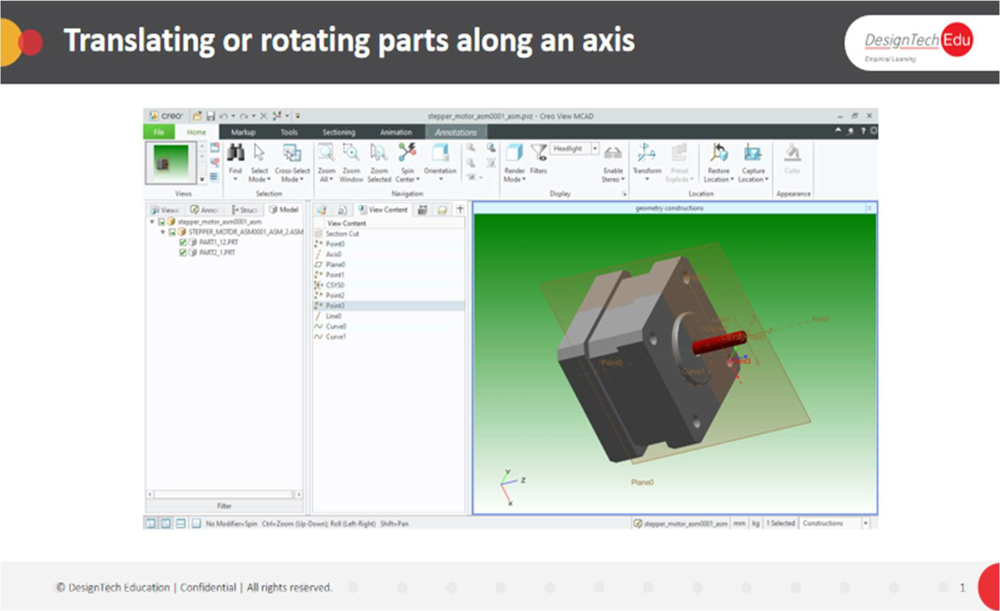 Translating or rotating parts along an axis
DesignTech Edu
Empirical Learning
creo
stepper_motor_asm0001_asm.pvz - Creo View MCAD
File Home Markup Tools Sectioning Animation Annotations
Headlight
Find Select Mode Cross-Select Mode Zoom All Zoom Window Zoom Selected Spin Center Orientation Render Mode Filters Enable Stereo Transform Preset Explode Restore Location Capture Location Color
Views Selection Navigation Display Location Appearance
Views Annot Struct Model
stepper_motor_asm0001_asm
STEPPER_MOTOR_ASM0001_ASM_2.ASM
PART1_12.PRT
PART2_1.PRT
Filter
View Content
View Content
Section Cut
Point0
Axis0
Plane0
Point1
CSYS0
Point2
Point3
Line0
Curve0
Curve1
geometry constructions
Axis0
Point0
Curve1
X
Plane0
Y
Z
X
No Modifier=Spin Ctrl=Zoom (Up-Down); Roll (Left-Right) Shift=Pan
stepper_motor_asm0001_asm mm kg 1 Selected Constructions
© DesignTech Education | Confidential | All rights reserved.
1